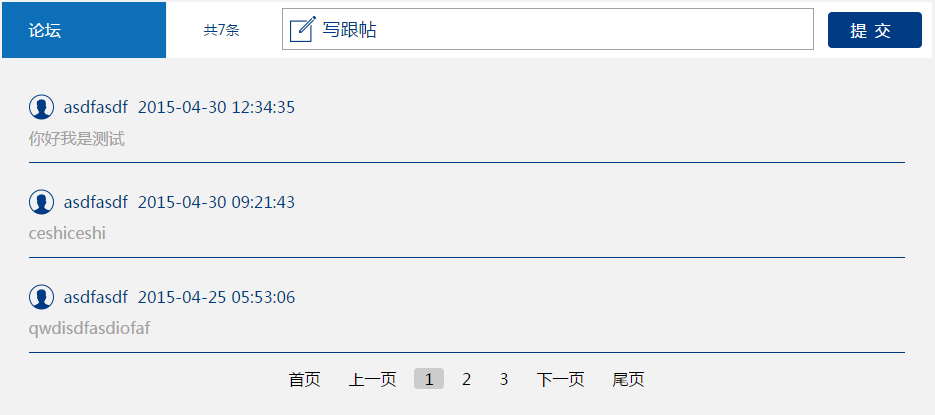 论坛 共7条 写跟帖 提 交
asdfasdf 2015-04-30 12:34:35
你好我是测试
asdfasdf 2015-04-30 09:21:43
ceshiceshi
asdfasdf 2015-04-25 05:53:06
qwdisdfasdiofaf
首页 上一页 1 2 3 下一页 尾页